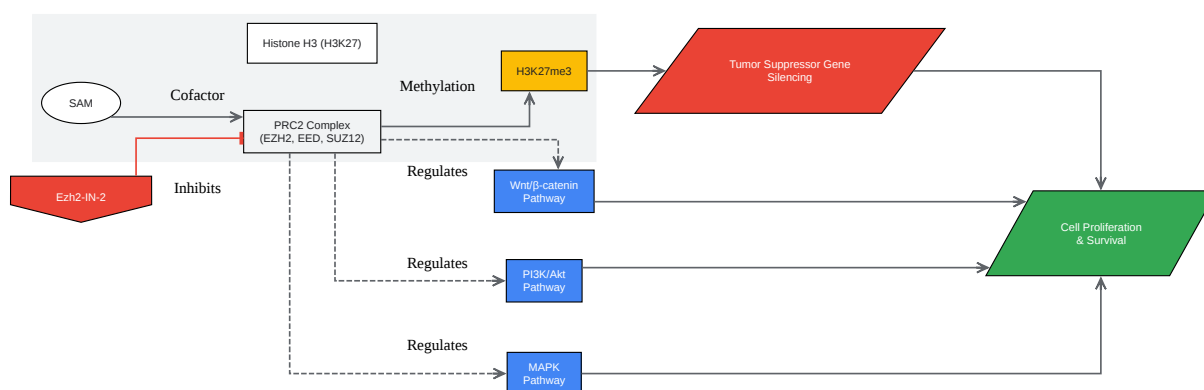 Histone H3 (H3K27)
H3K27me3
Tumor Suppressor Gene
Silencing
Methylation
SAM
Cofactor
PRC2 Complex
(EZH2, EED, SUZ12)
Regulates
Ezh2-IN-2
Inhibits
Wnt/β-catenin
Pathway
Cell Proliferation
& Survival
Regulates
PI3K/Akt
Pathway
Regulates
MAPK
Pathway